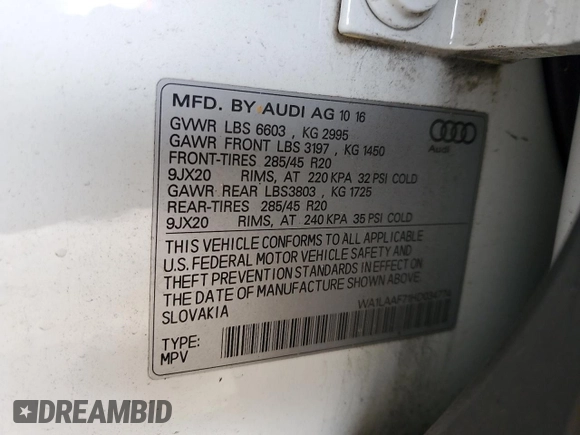 MFD. BY AUDI AG 10 16
GVWR LBS 6603 , KG 2995
GAWR FRONT LBS 3197 , KG 1450
FRONT-TIRES 285/45 R20
9JX20 RIMS, AT 220 KPA 32 PSI COLD
GAWR REAR LBS3803 , KG 1725
REAR-TIRES 285/45 R20
9JX20 RIMS, AT 240 KPA 35 PSI COLD
Audi
THIS VEHICLE CONFORMS TO ALL APPLICABLE
U.S. FEDERAL MOTOR VEHICLE SAFETY AND
THEFT PREVENTION STANDARDS IN EFFECT ON
THE DATE OF MANUFACTURE SHOWN ABOVE.
SLOVAKIA
TYPE:
MPV
DREAMBID